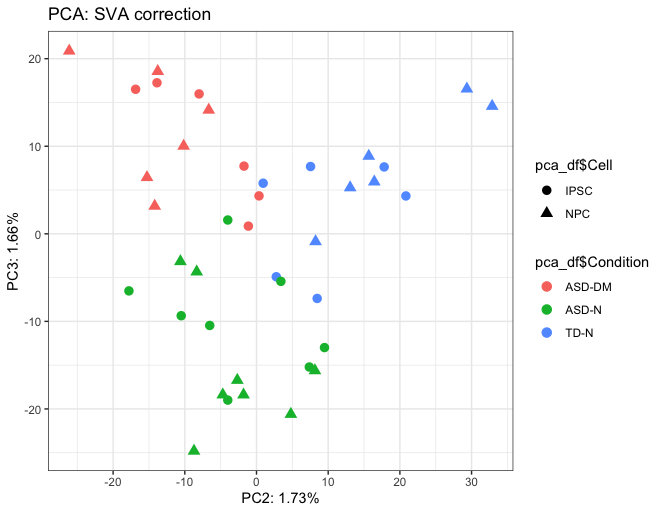 PCA: SVA correction
20
10
0
-10
-20
PC3: 1.66%
-20
-10
0
10
20
30
PC2: 1.73%
pca_df$Cell
IPSC
NPC
pca_df$Condition
ASD-DM
ASD-N
TD-N